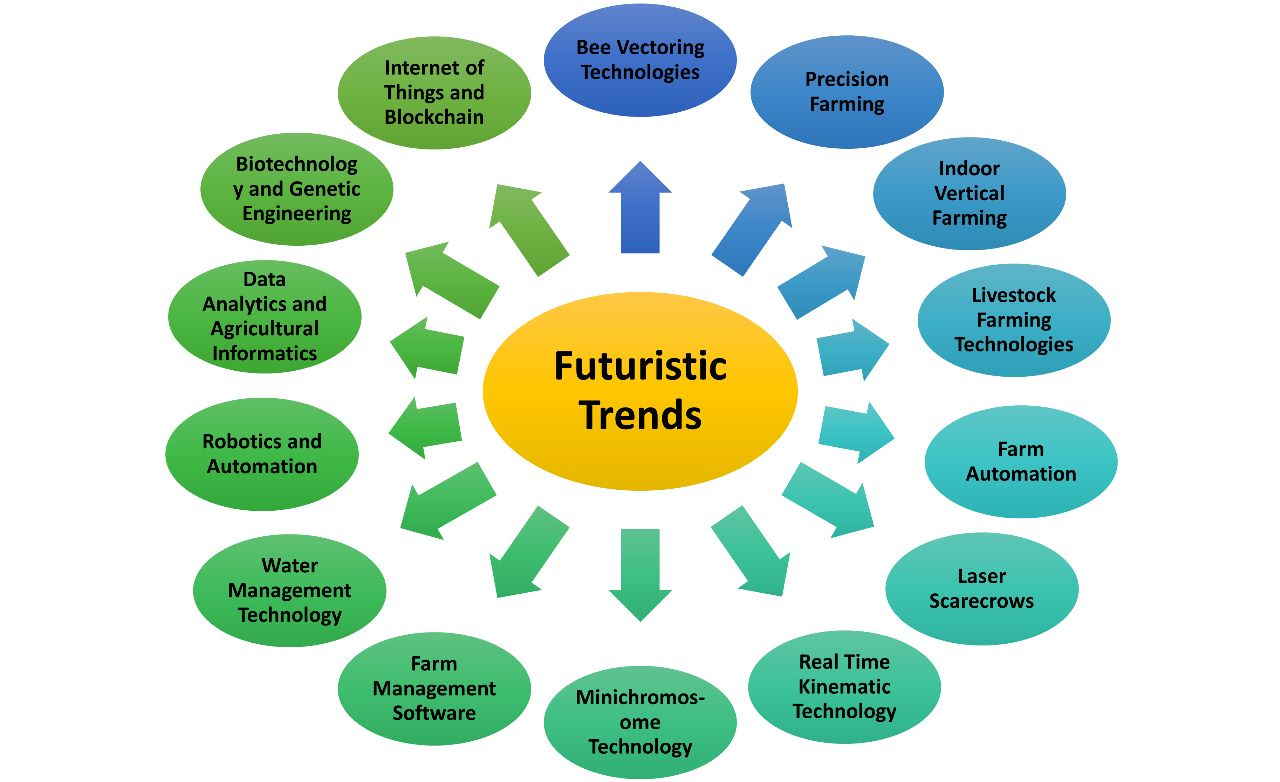 Futuristic
Trends
Bee Vectoring
Technologies
Precision
Farming
Indoor
Vertical
Farming
Livestock
Farming
Technologies
Farm
Automation
Laser
Scarecrows
Real Time
Kinematic
Technology
Minichromos-
ome
Technology
Farm
Management
Software
Water
Management
Technology
Robotics and
Automation
Data
Analytics and
Agricultural
Informatics
Biotechnolog
y and Genetic
Engineering
Internet of
Things and
Blockchain